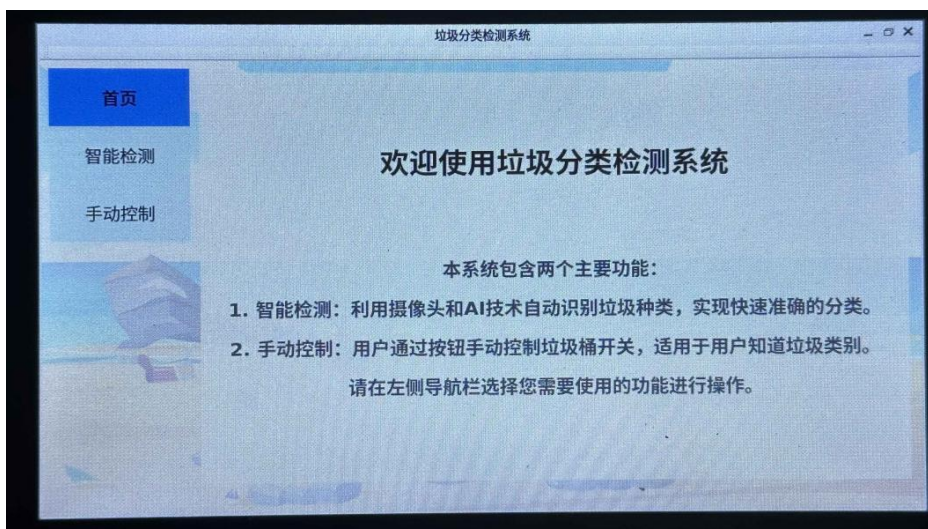 垃圾分类检测系统
首页
智能检测
手动控制
欢迎使用垃圾分类检测系统
本系统包含两个主要功能：
1. 智能检测：利用摄像头和AI技术自动识别垃圾种类，实现快速准确的分类。
2. 手动控制：用户通过按钮手动控制垃圾桶开关，适用于用户知道垃圾类别。
请在左侧导航栏选择您需要使用的功能进行操作。